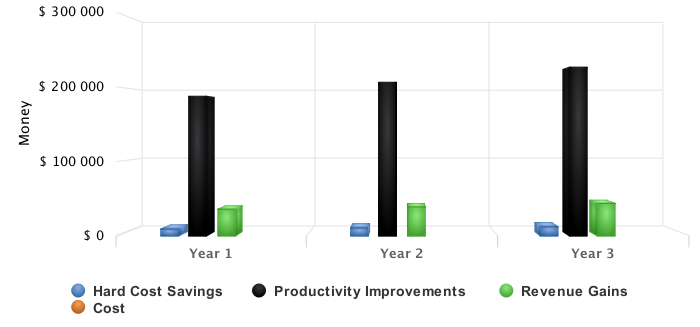 $ 300 000
$ 200 000
$ 100 000
$ 0
Money
Year 1
Year 2
Year 3
Hard Cost Savings
Productivity Improvements
Revenue Gains
Cost